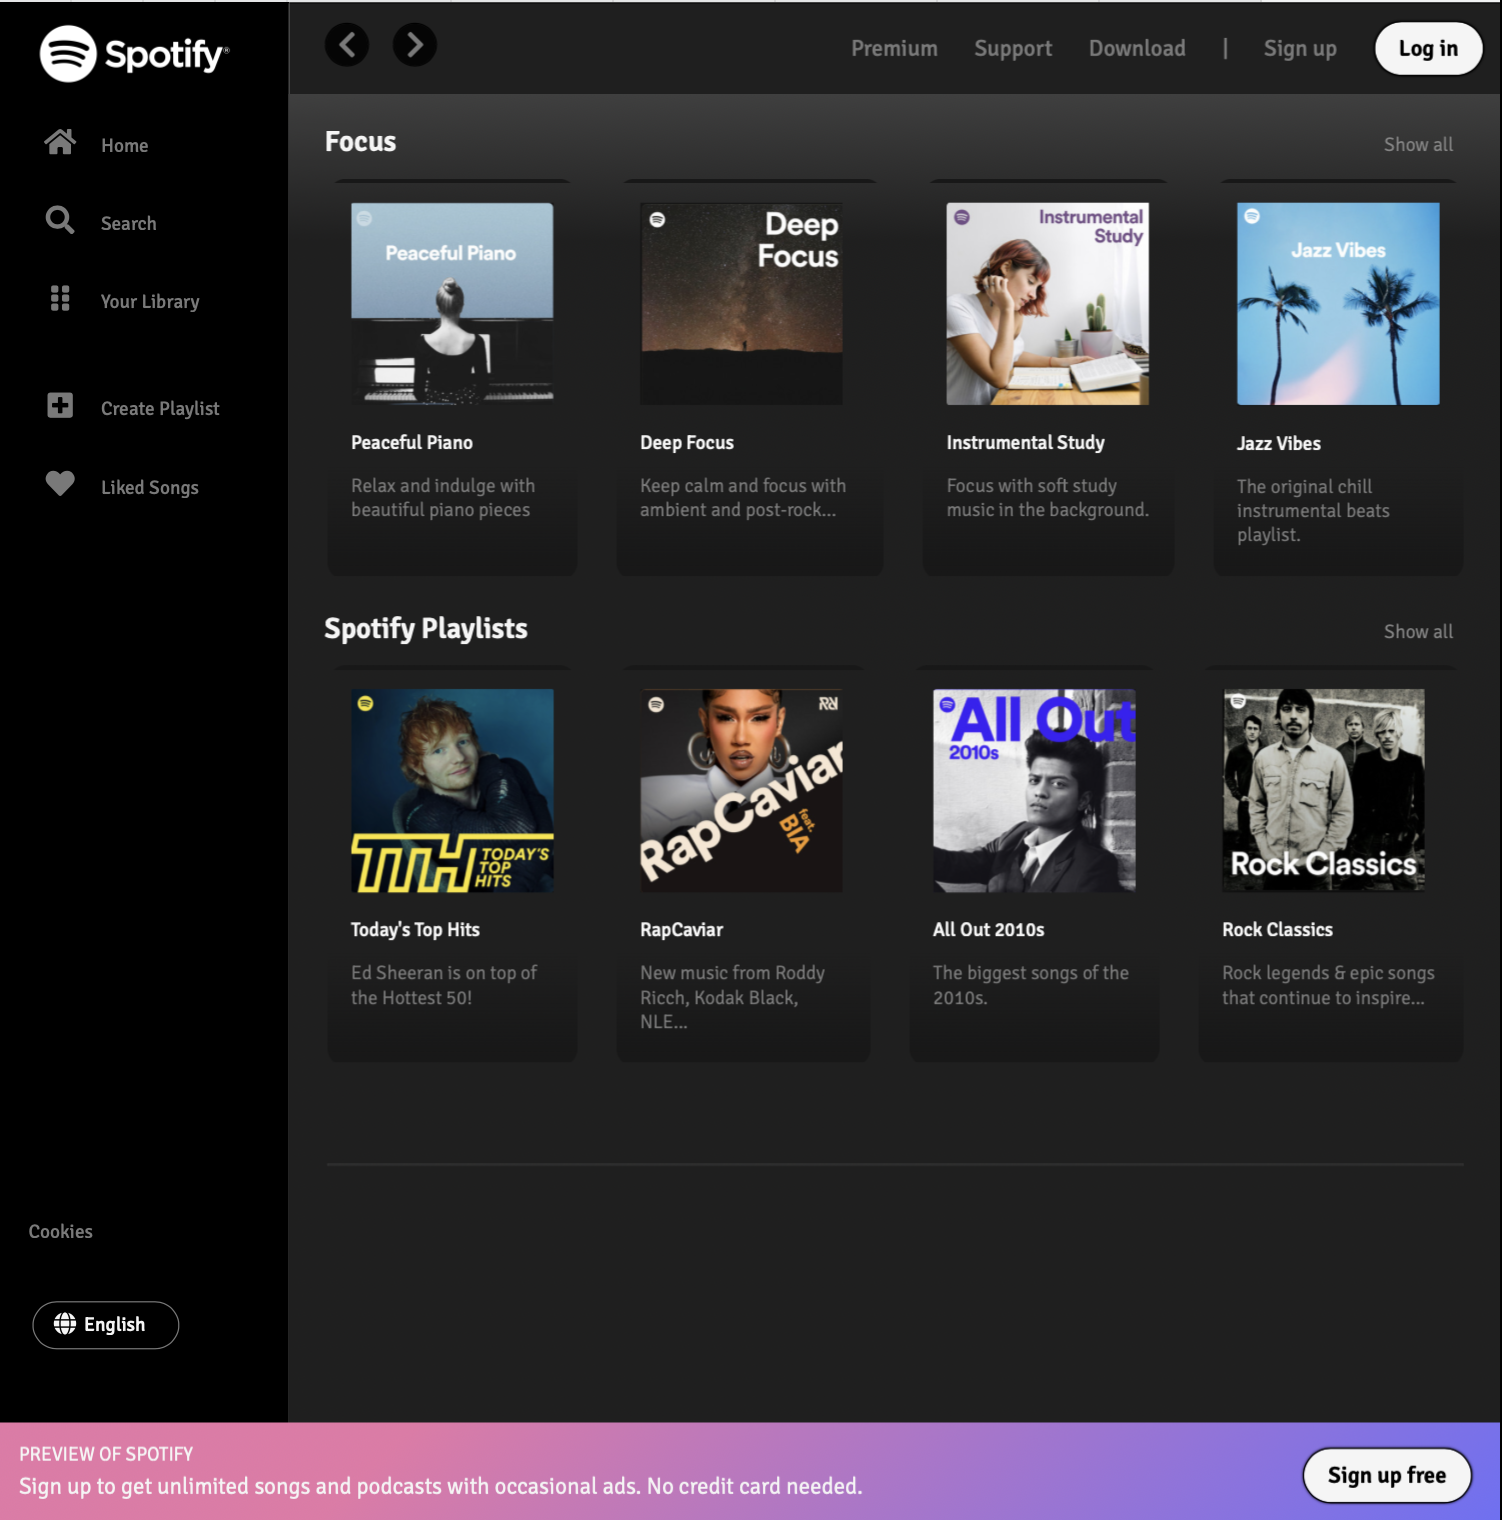 Spotify®
Home
Search
Your Library
Create Playlist
Liked Songs
Cookies
English
Premium Support Download | Sign up Log in
Focus Show all
Peaceful Piano
Peaceful Piano
Relax and indulge with
beautiful piano pieces
Deep
Focus
Deep Focus
Keep calm and focus with
ambient and post-rock...
Instrumental
Study
Instrumental Study
Focus with soft study
music in the background.
Jazz Vibes
Jazz Vibes
The original chill
instrumental beats
playlist.
Spotify Playlists Show all
TTH TODAY'S
TOP
HITS
Today's Top Hits
Ed Sheeran is on top of
the Hottest 50!
RapCaviar
feat.
BIA
RapCaviar
New music from Roddy
Ricch, Kodak Black,
NLE...
All Out
2010s
All Out 2010s
The biggest songs of the
2010s.
Rock Classics
Rock Classics
Rock legends & epic songs
that continue to inspire...
PREVIEW OF SPOTIFY
Sign up to get unlimited songs and podcasts with occasional ads. No credit card needed.
Sign up free